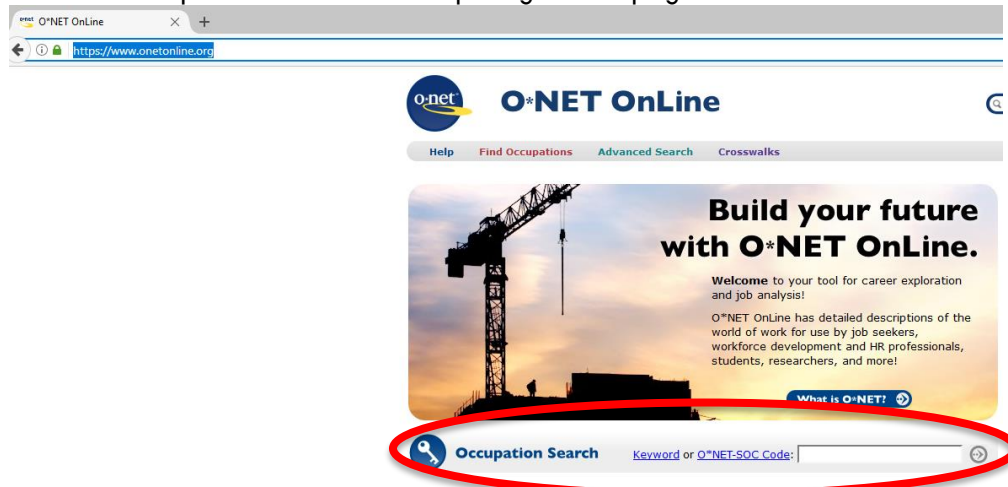 O*NET OnLine
https://www.onetonline.org
o·net
O*NET OnLine
Help Find Occupations Advanced Search Crosswalks
Build your future
with O*NET OnLine.
Welcome to your tool for career exploration
and job analysis!
O*NET OnLine has detailed descriptions of the
world of work for use by job seekers,
workforce development and HR professionals,
students, researchers, and more!
What is O*NET?
Occupation Search Keyword or O*NET-SOC Code: